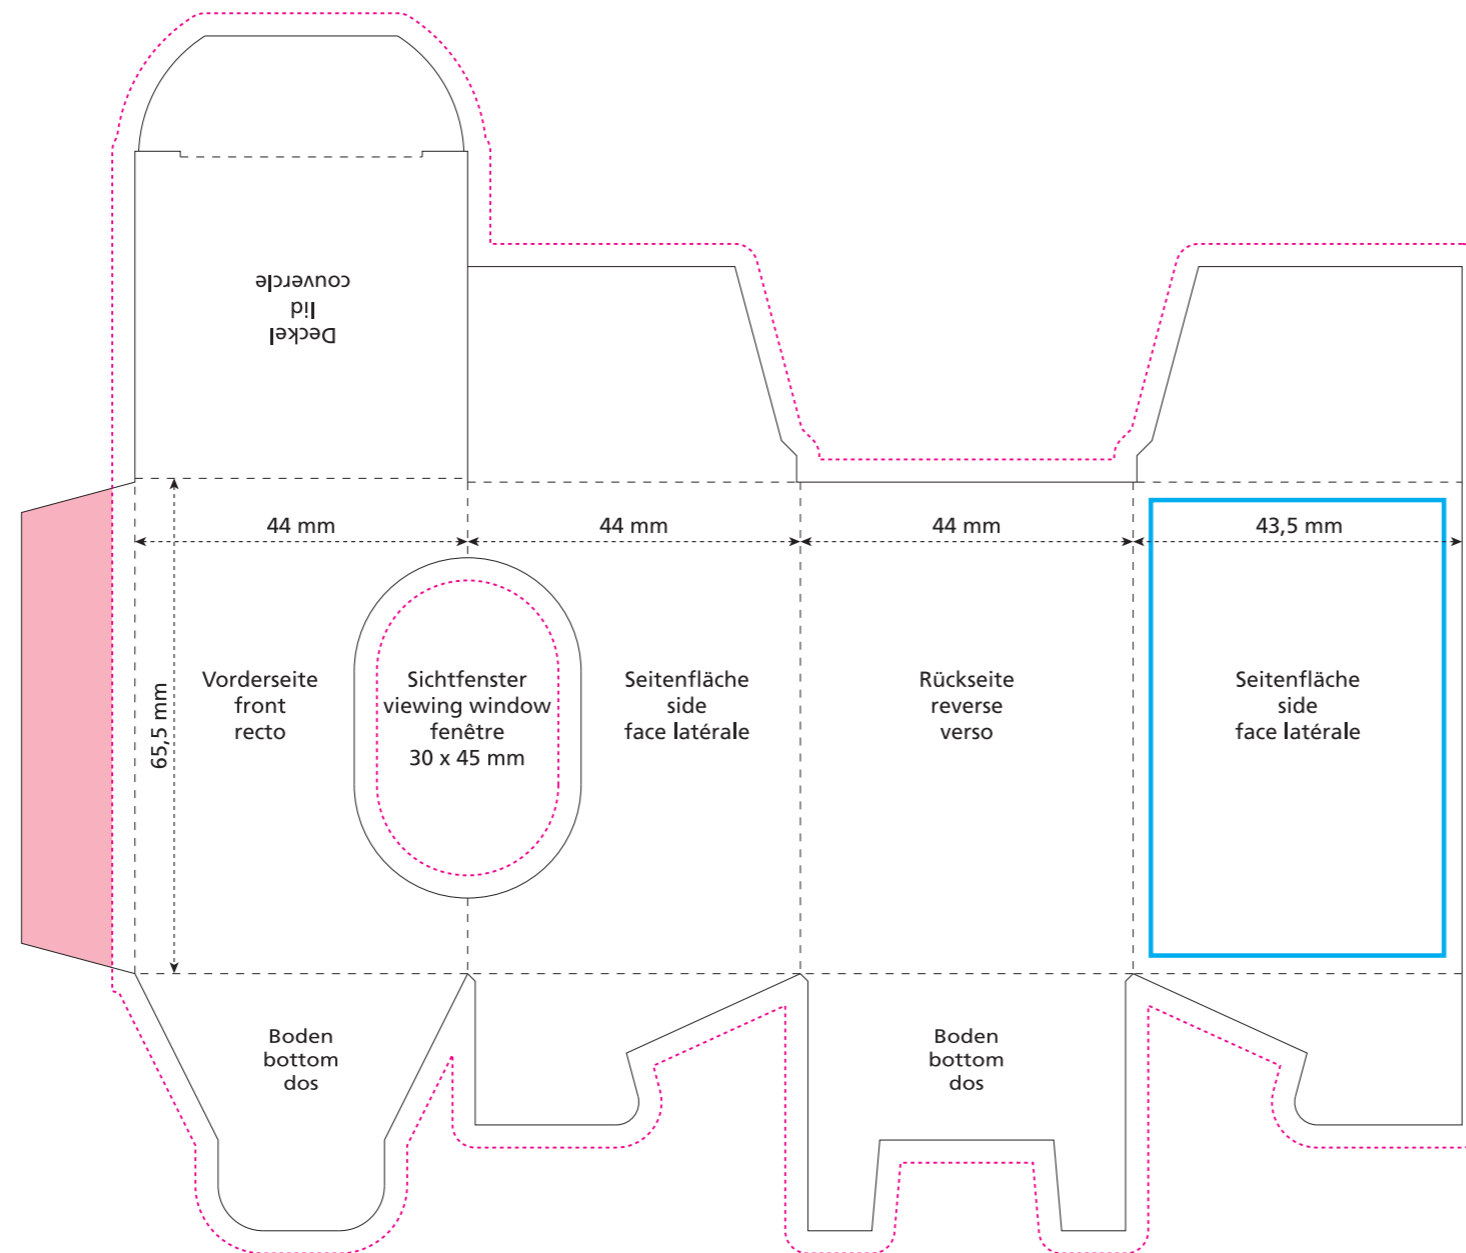 Deckel
lid
couvercle
44 mm
44 mm
44 mm
43,5 mm
65,5 mm
Vorderseite
front
recto
Sichtfenster
viewing window
fenêtre
30 x 45 mm
Seitenfläche
side
face latérale
Rückseite
reverse
verso
Seitenfläche
side
face latérale
Boden
bottom
dos
Boden
bottom
dos